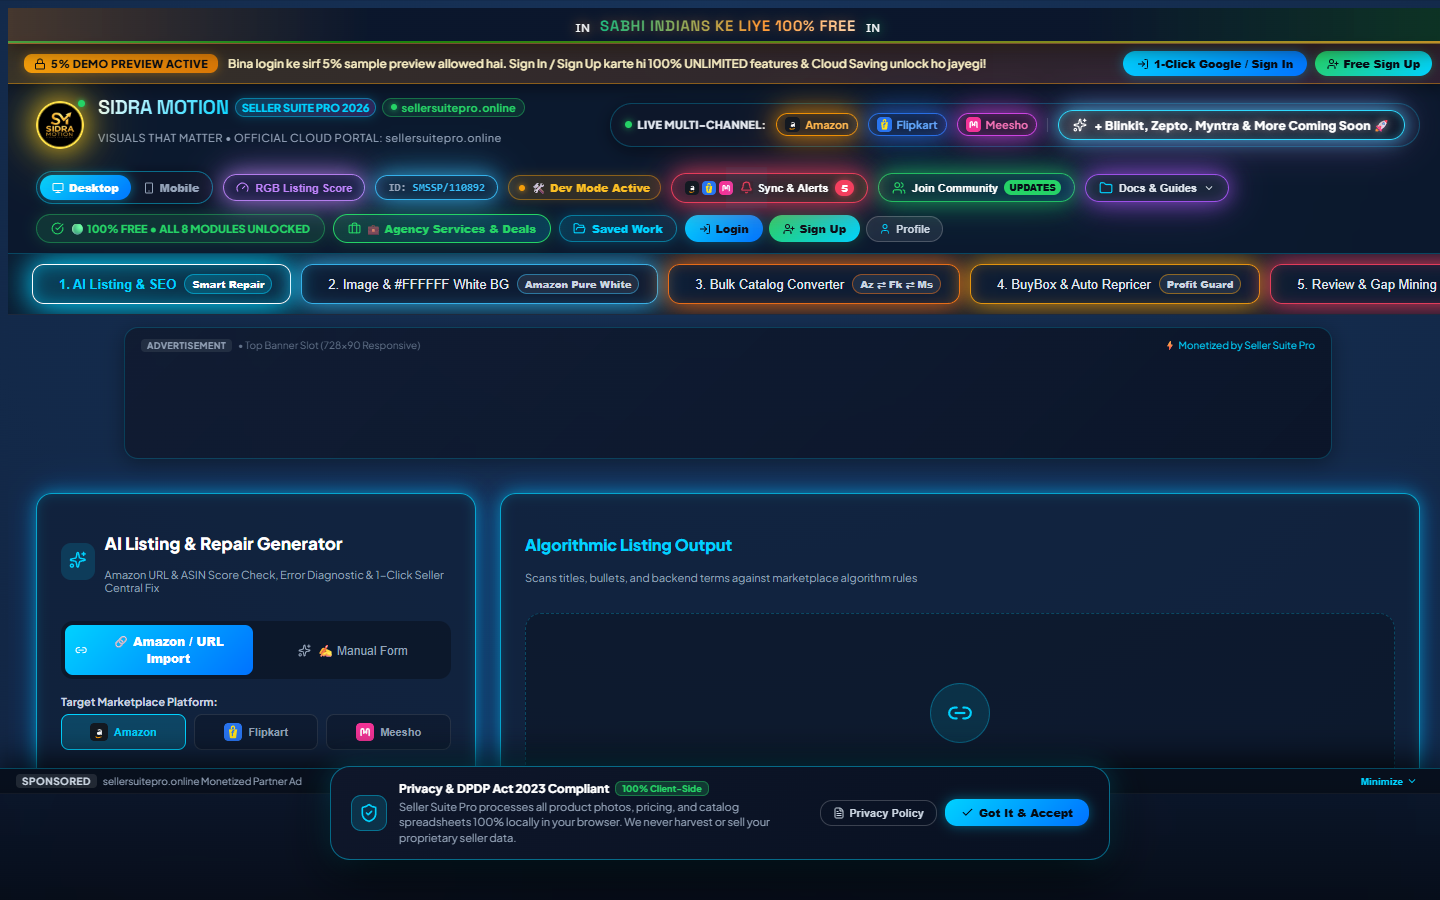 IN SABHI INDIANS KE LIYE 100% FREE IN
5% DEMO PREVIEW ACTIVE Bina login ke sirf 5% sample preview allowed hai. Sign In / Sign Up karte hi 100% UNLIMITED features & Cloud Saving unlock ho jayegi! 1-Click Google / Sign In Free Sign Up
SIDRA MOTION SELLER SUITE PRO 2026 sellersuitepro.online
VISUALS THAT MATTER • OFFICIAL CLOUD PORTAL: sellersuitepro.online
SM
SIDRA
MOTION
LIVE MULTI-CHANNEL: a Amazon Flipkart Meesho + Blinkit, Zepto, Myntra & More Coming Soon 🚀
Desktop Mobile RGB Listing Score ID: SMSSP/110892 🛠️ Dev Mode Active Sync & Alerts 5 Join Community UPDATES Docs & Guides
100% FREE • ALL 8 MODULES UNLOCKED 💼 Agency Services & Deals Saved Work Login Sign Up Profile
1. AI Listing & SEO Smart Repair 2. Image & #FFFFFF White BG Amazon Pure White 3. Bulk Catalog Converter Az ⇄ Fk ⇄ Ms 4. BuyBox & Auto Repricer Profit Guard 5. Review & Gap Mining
ADVERTISEMENT • Top Banner Slot (728×90 Responsive) Monetized by Seller Suite Pro
AI Listing & Repair Generator
Amazon URL & ASIN Score Check, Error Diagnostic & 1-Click Seller
Central Fix
🔗 Amazon / URL
Import
✍️ Manual Form
Target Marketplace Platform:
a Amazon Flipkart Meesho
Algorithmic Listing Output
Scans titles, bullets, and backend terms against marketplace algorithm rules
SPONSORED sellersuitepro.online Monetized Partner Ad Minimize
Privacy & DPDP Act 2023 Compliant 100% Client-Side
Seller Suite Pro processes all product photos, pricing, and catalog
spreadsheets 100% locally in your browser. We never harvest or sell your
proprietary seller data.
Privacy Policy Got It & Accept